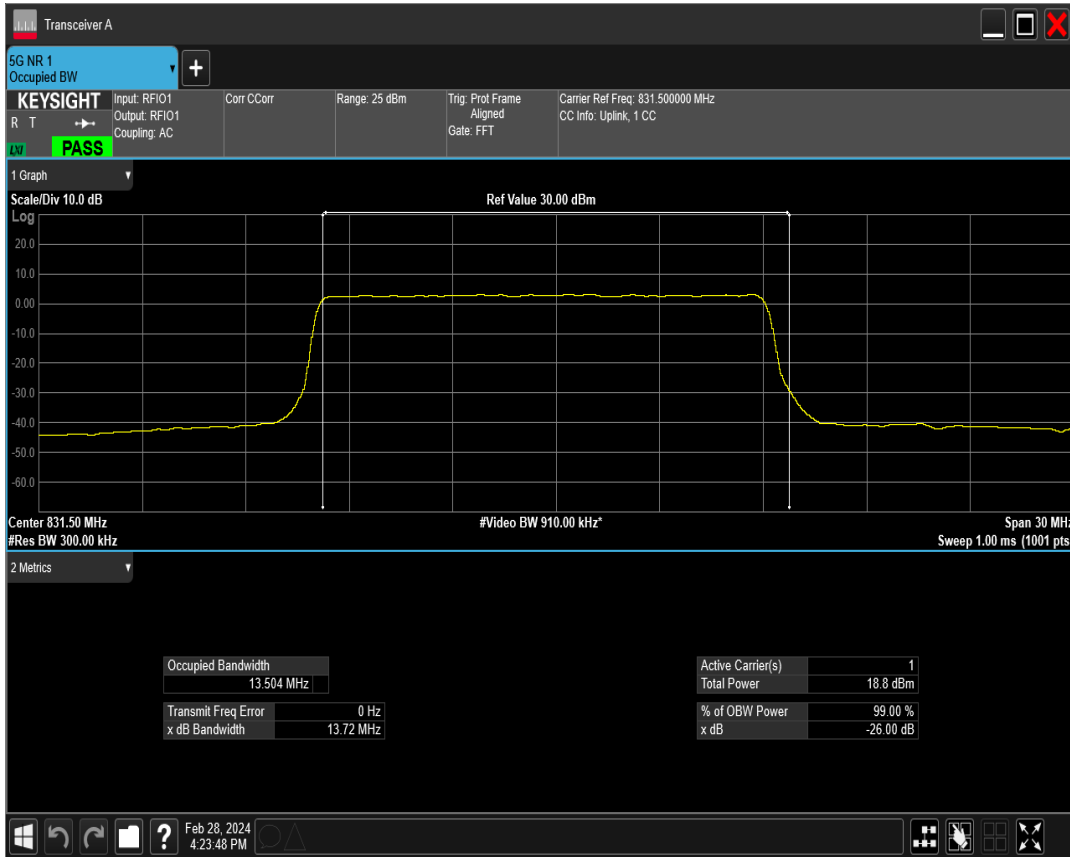 Transceiver A
5G NR 1
Occupied BW
+
KEYSIGHT
R T
LXI
PASS
Input: RFIO1
Output: RFIO1
Coupling: AC
Corr CCorr
Range: 25 dBm
Trig: Prot Frame
Aligned
Gate: FFT
Carrier Ref Freq: 831.500000 MHz
CC Info: Uplink, 1 CC
1 Graph
Scale/Div 10.0 dB
Ref Value 30.00 dBm
Log
20.0
10.0
0.00
-10.0
-20.0
-30.0
-40.0
-50.0
-60.0
Center 831.50 MHz
#Video BW 910.00 kHz*
Span 30 MHz
#Res BW 300.00 kHz
Sweep 1.00 ms (1001 pts
2 Metrics
Occupied Bandwidth
13.504 MHz
Transmit Freq Error 0 Hz
x dB Bandwidth 13.72 MHz
Active Carrier(s) 1
Total Power 18.8 dBm
% of OBW Power 99.00 %
x dB -26.00 dB
?
Feb 28, 2024
4:23:48 PM